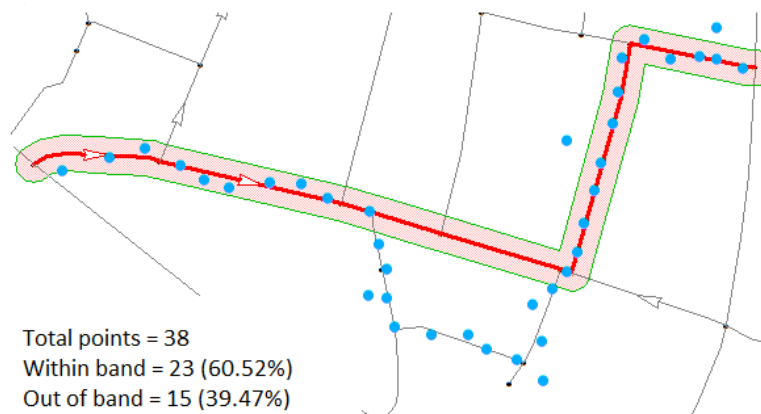 Total points = 38
Within band = 23 (60.52%)
Out of band = 15 (39.47%)